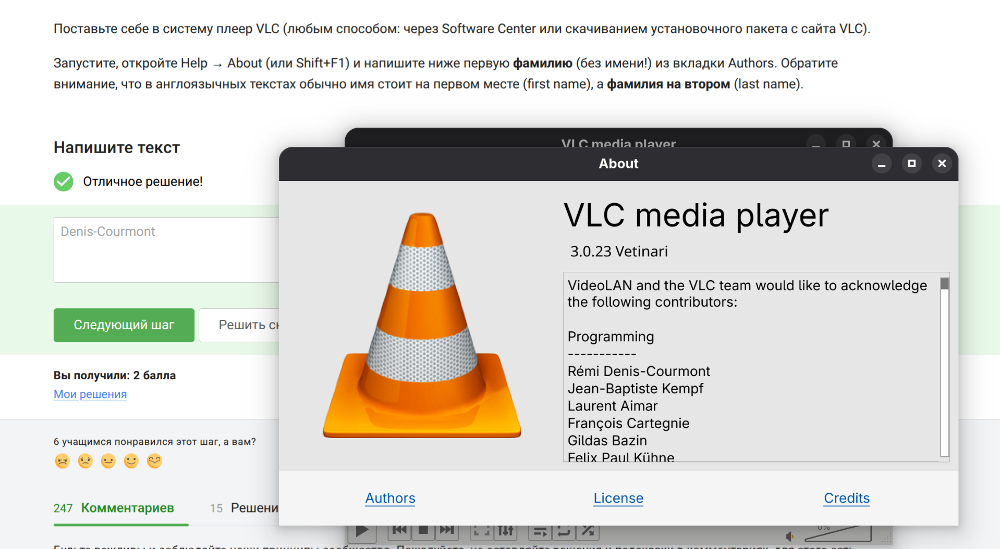 Поставьте себе в систему плеер VLC (любым способом: через Software Center или скачиванием установочного пакета с сайта VLC).
Запустите, откройте Help → About (или Shift+F1) и напишите ниже первую фамилию (без имени!) из вкладки Authors. Обратите
внимание, что в англоязычных текстах обычно имя стоит на первом месте (first name), а фамилия на втором (last name).
Напишите текст
Отличное решение!
Denis-Courmont
Следующий шаг
Решить
Вы получили: 2 балла
Мои решения
6 учащимся понравился этот шаг, а вам?
247 Комментариев
15 Решени
VLC media player
About
VLC media player
3.0.23 Vetinari
VideoLAN and the VLC team would like to acknowledge
the following contributors:
Programming
-----------
Rémi Denis-Courmont
Jean-Baptiste Kempf
Laurent Aimar
François Cartegnie
Gildas Bazin
Felix Paul Kühne
Authors
License
Credits
0%